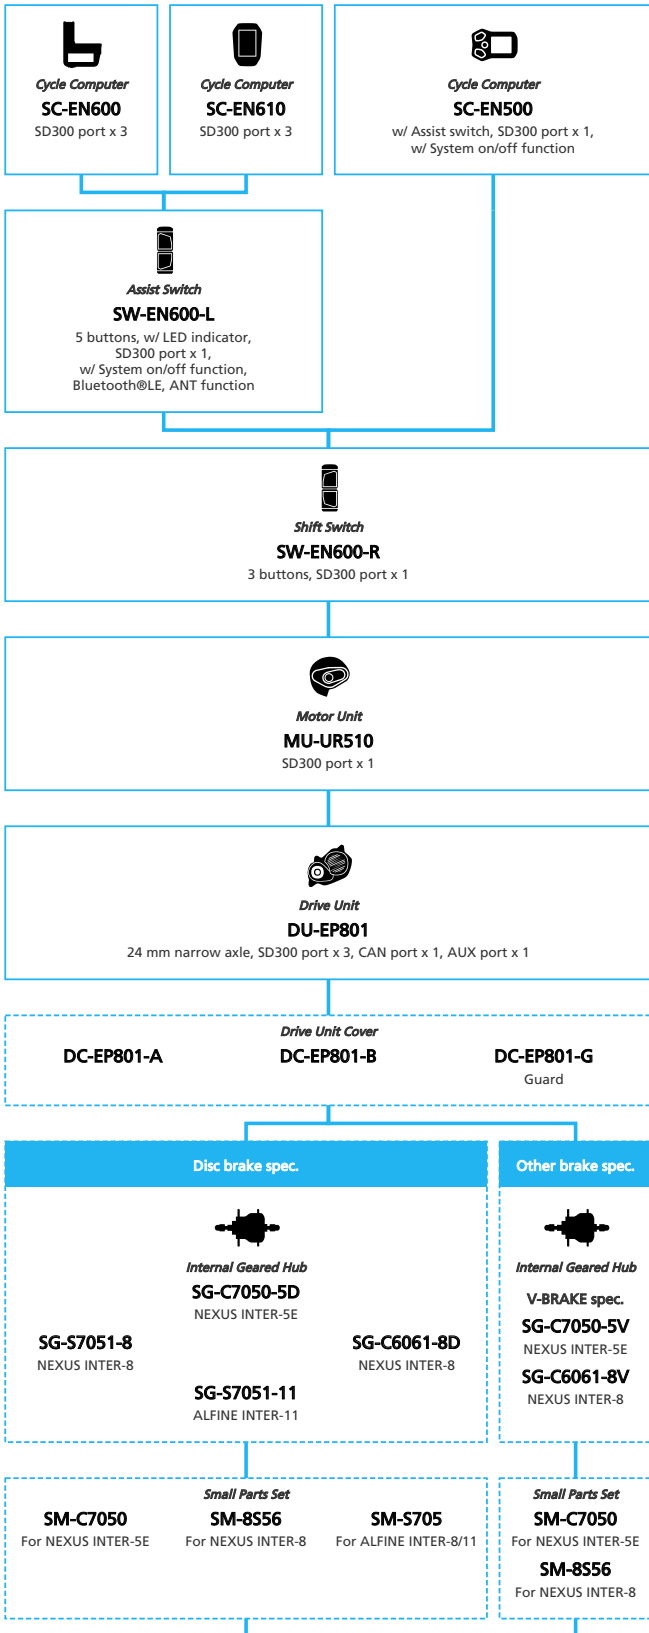 Cycle Computer
SC-EN600
SD300 port x 3
Cycle Computer
SC-EN610
SD300 port x 3
Cycle Computer
SC-EN500
w/ Assist switch, SD300 port x 1,
w/ System on/off function
Assist Switch
SW-EN600-L
5 buttons, w/ LED indicator,
SD300 port x 1,
w/ System on/off function,
Bluetooth®LE, ANT function
Shift Switch
SW-EN600-R
3 buttons, SD300 port x 1
Motor Unit
MU-UR510
SD300 port x 1
Drive Unit
DU-EP801
24 mm narrow axle, SD300 port x 3, CAN port x 1, AUX port x 1
Drive Unit Cover
DC-EP801-A
DC-EP801-B
DC-EP801-G
Guard
Disc brake spec.
Internal Geared Hub
SG-C7050-5D
NEXUS INTER-5E
SG-S7051-8
NEXUS INTER-8
SG-C6061-8D
NEXUS INTER-8
SG-S7051-11
ALFINE INTER-11
Other brake spec.
Internal Geared Hub
V-BRAKE spec.
SG-C7050-5V
NEXUS INTER-5E
SG-C6061-8V
NEXUS INTER-8
Small Parts Set
SM-C7050
For NEXUS INTER-5E
SM-8S56
For NEXUS INTER-8
SM-S705
For ALFINE INTER-8/11
Small Parts Set
SM-C7050
For NEXUS INTER-5E
SM-8S56
For NEXUS INTER-8